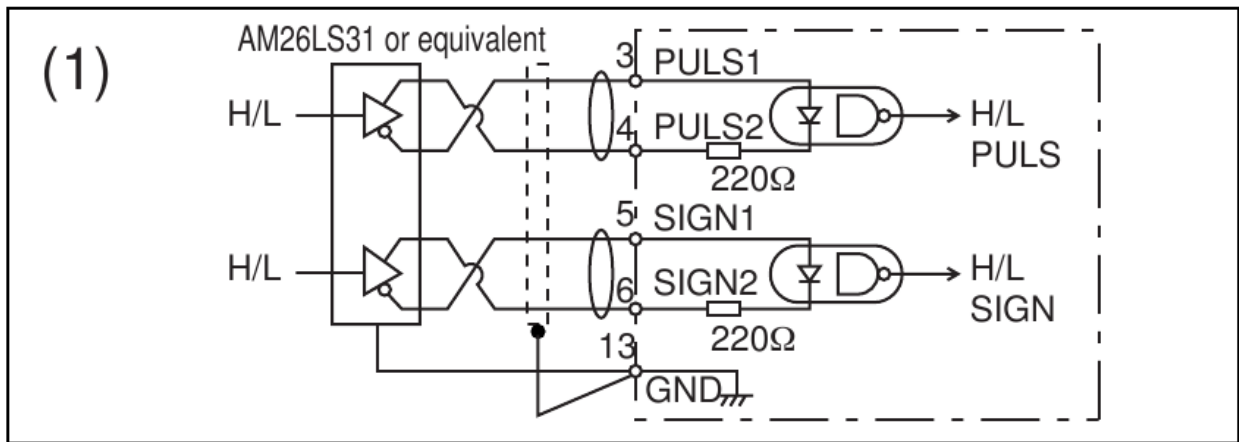 (1)
AM26LS31 or equivalent
H/L
3
PULS1
4
PULS2
220Ω
H/L
PULS
H/L
5
SIGN1
6
SIGN2
220Ω
H/L
SIGN
13
GND